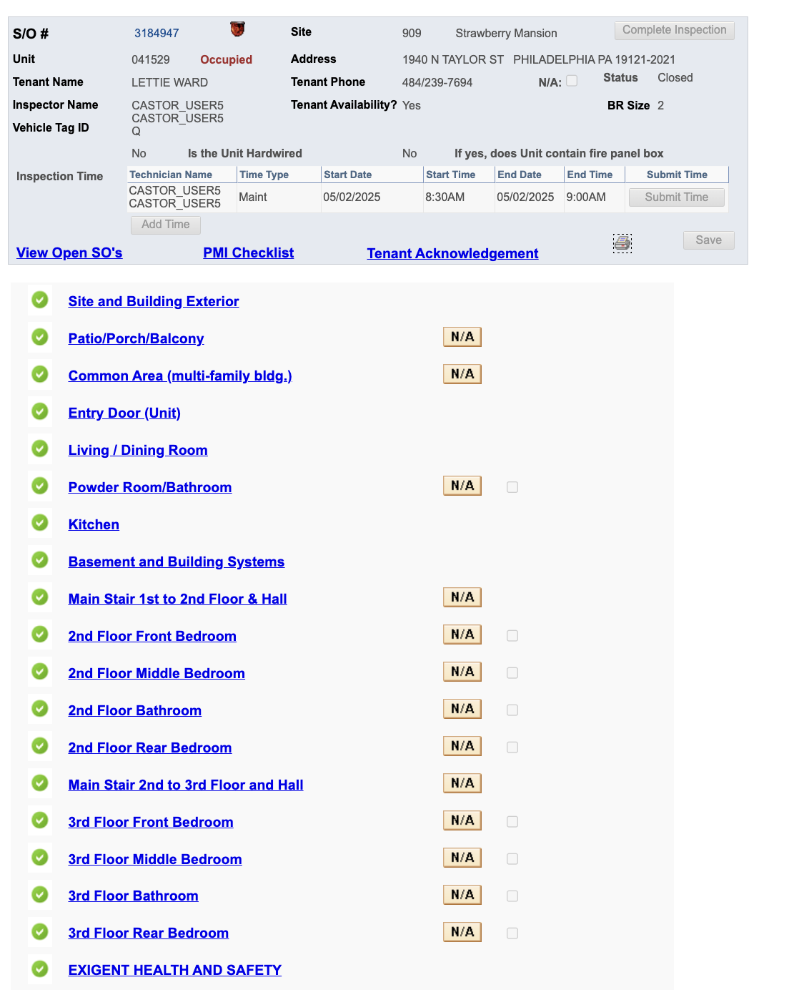 S/O # 3184947 Site 909 Strawberry Mansion Complete Inspection
Unit 041529 Occupied Address 1940 N TAYLOR ST PHILADELPHIA PA 19121-2021
Tenant Name LETTIE WARD Tenant Phone 484/239-7694 N/A: Status Closed
Inspector Name CASTOR_USER5 Tenant Availability? Yes BR Size 2
CASTOR_USER5
Vehicle Tag ID Q
No Is the Unit Hardwired No If yes, does Unit contain fire panel box
Inspection Time Technician Name Time Type Start Date Start Time End Date End Time Submit Time
CASTOR_USER5
CASTOR_USER5 Maint 05/02/2025 8:30AM 05/02/2025 9:00AM Submit Time
Add Time
Save
View Open SO's PMI Checklist Tenant Acknowledgement
Site and Building Exterior
Patio/Porch/Balcony N/A
Common Area (multi-family bldg.) N/A
Entry Door (Unit)
Living / Dining Room
Powder Room/Bathroom N/A
Kitchen
Basement and Building Systems
Main Stair 1st to 2nd Floor & Hall N/A
2nd Floor Front Bedroom N/A
2nd Floor Middle Bedroom N/A
2nd Floor Bathroom N/A
2nd Floor Rear Bedroom N/A
Main Stair 2nd to 3rd Floor and Hall N/A
3rd Floor Front Bedroom N/A
3rd Floor Middle Bedroom N/A
3rd Floor Bathroom N/A
3rd Floor Rear Bedroom N/A
EXIGENT HEALTH AND SAFETY